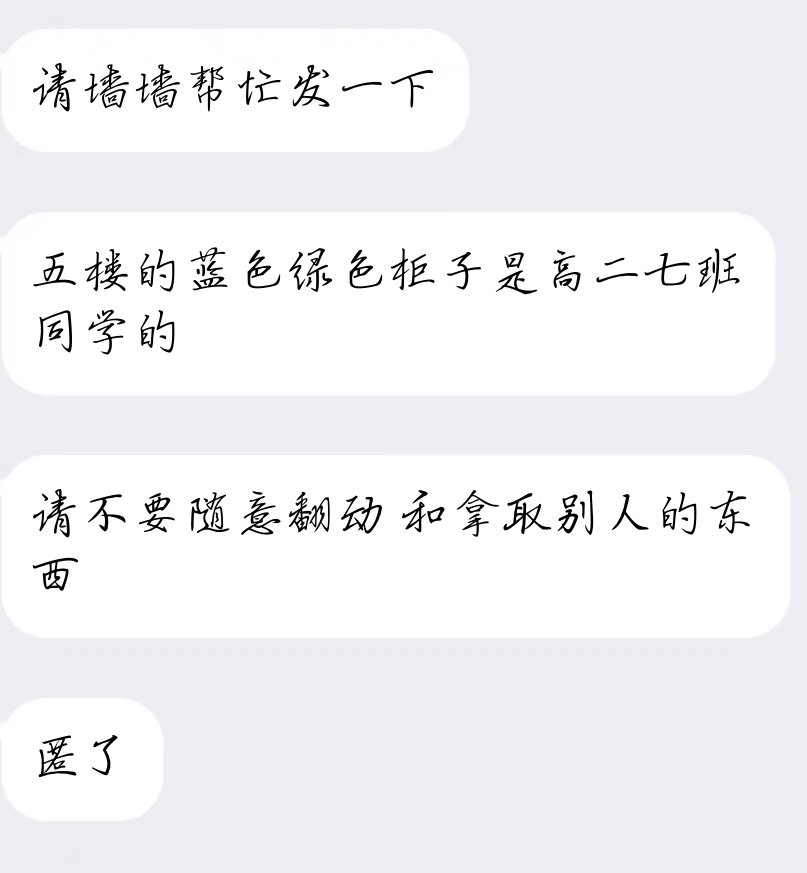 请墙墙帮忙发一下
五楼的蓝色绿色柜子是高二七班
同学的
请不要随意翻动 和拿取别人的东
西
匿了